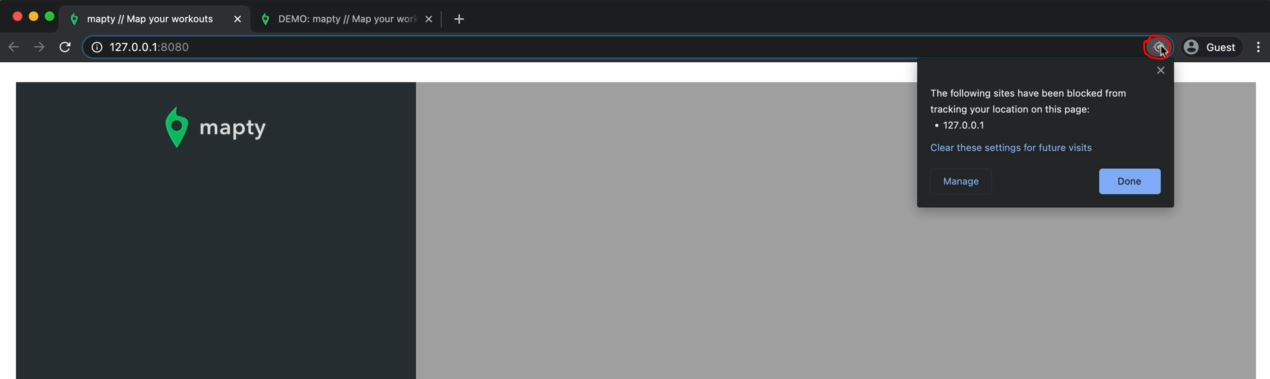 mapty // Map your workouts
DEMO: mapty // Map your wor
127.0.0.1:8080
Guest
mapty
The following sites have been blocked from
tracking your location on this page:
• 127.0.0.1
Clear these settings for future visits
Manage
Done